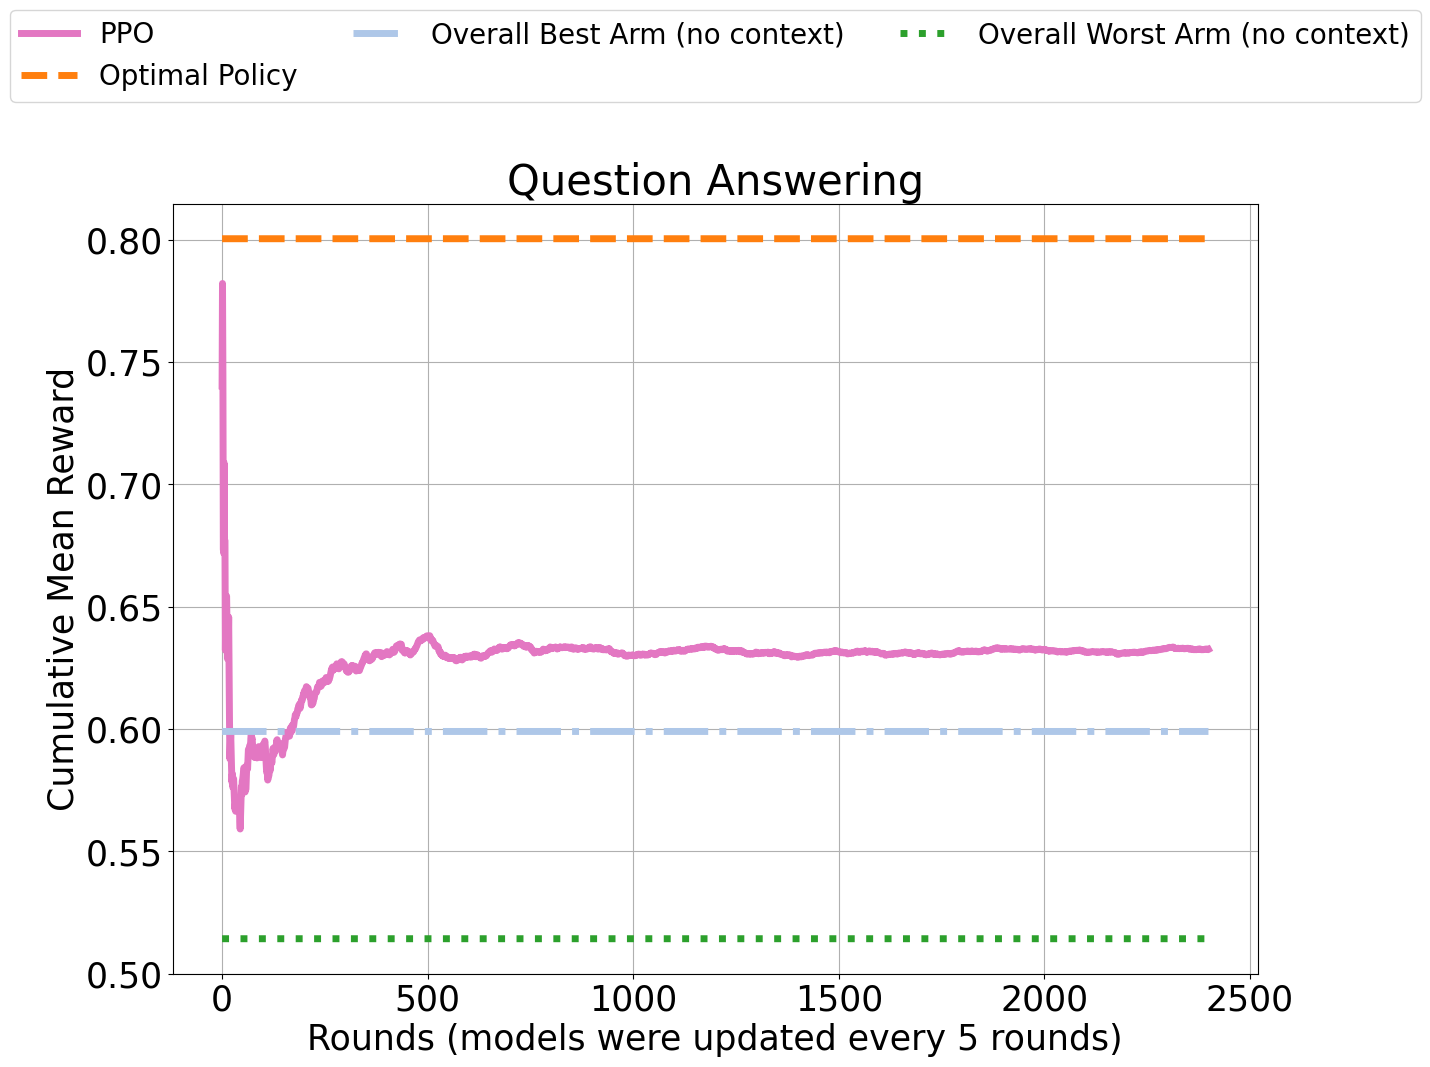 PPO
Overall Best Arm (no context)
Overall Worst Arm (no context)
Optimal Policy
Question Answering
Cumulative Mean Reward
0.80
0.75
0.70
0.65
0.60
0.55
0.50
0
500
1000
1500
2000
2500
Rounds (models were updated every 5 rounds)